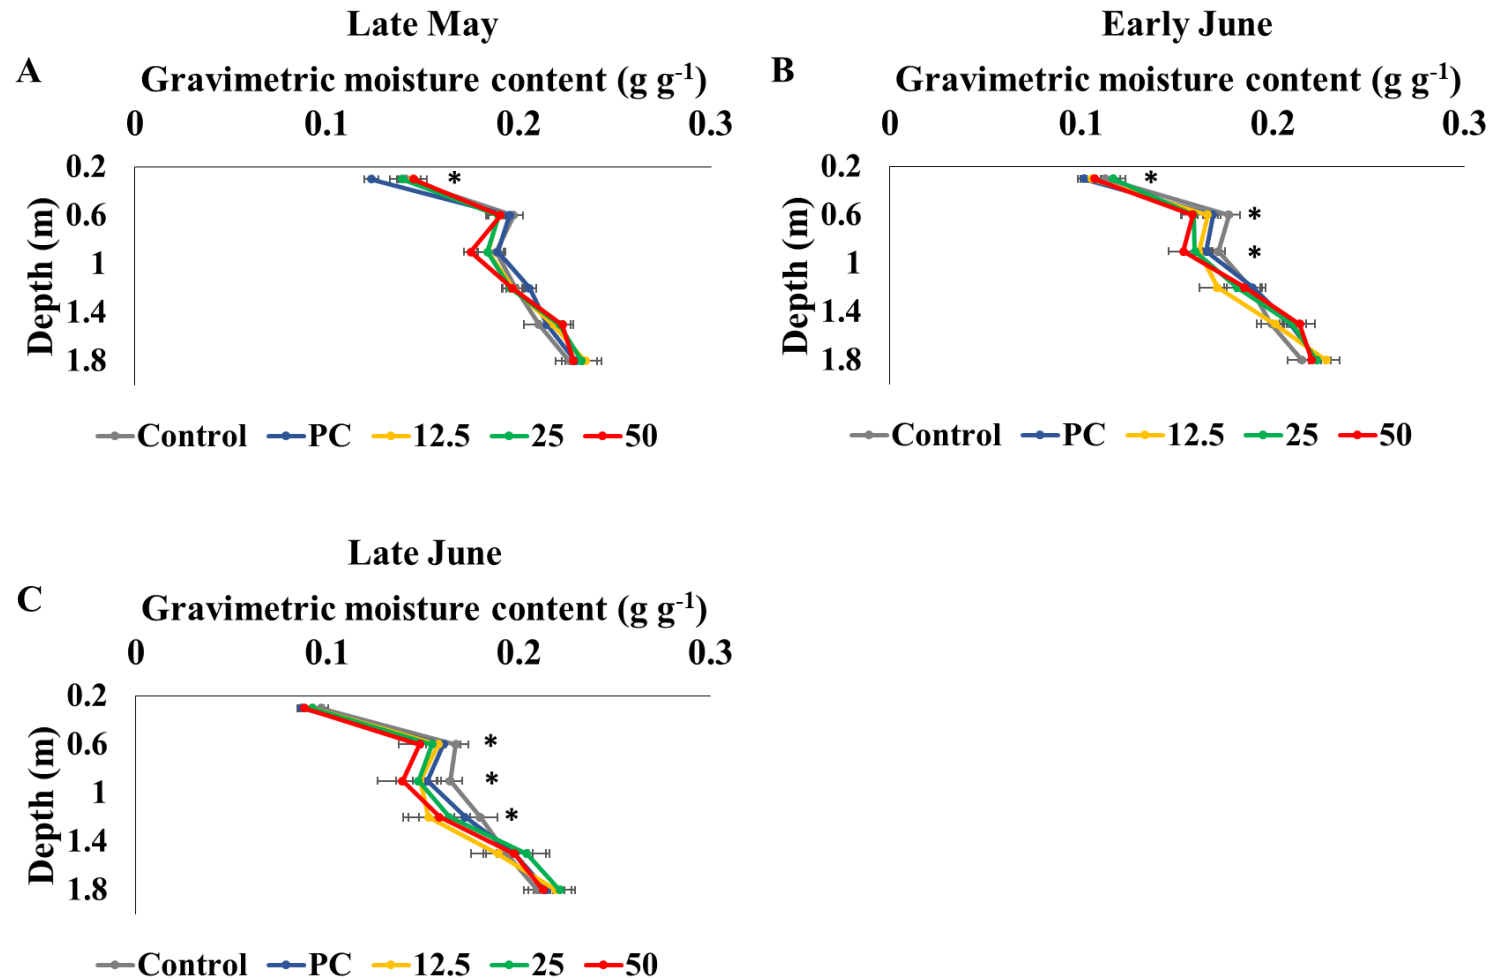 Late May
A
Gravimetric moisture content (g g-1)
0 0.1 0.2 0.3
Depth (m)
0.2
*
0.6
1
1.4
1.8
Control PC 12.5 25 50
Early June
B
Gravimetric moisture content (g g-1)
0 0.1 0.2 0.3
Depth (m)
0.2
*
0.6
*
1
*
1.4
1.8
Control PC 12.5 25 50
Late June
C
Gravimetric moisture content (g g-1)
0 0.1 0.2 0.3
Depth (m)
0.2
0.6
*
1
*
*
1.4
1.8
Control PC 12.5 25 50